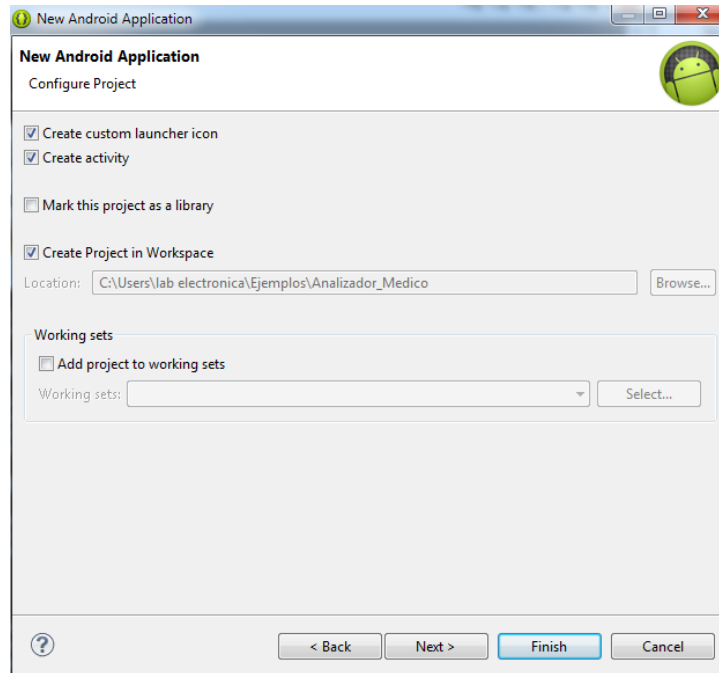 New Android Application
New Android Application
Configure Project
Create custom launcher icon
Create activity
Mark this project as a library
Create Project in Workspace
Location: C:\Users\lab electronica\Ejemplos\Analizador_Medico Browse...
Working sets
Add project to working sets
Working sets: Select...
? < Back Next > Finish Cancel